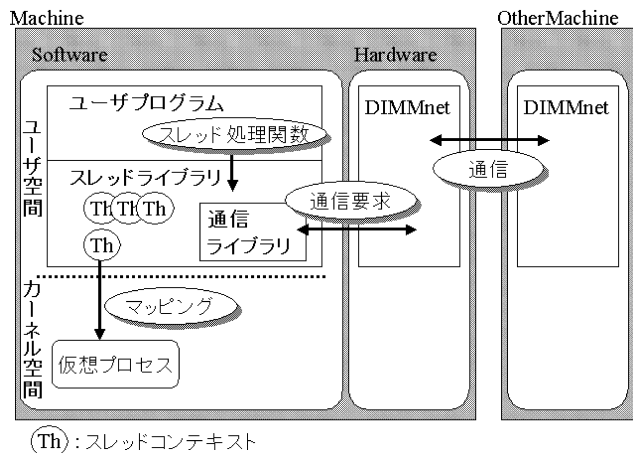 Machine
OtherMachine
Software
Hardware
ユーザ空間
ユーザプログラム
スレッド処理関数
スレッドライブラリ
Th Th Th
Th
通信
ライブラリ
通信要求
DIMMnet
通信
DIMMnet
カーネル空間
マッピング
仮想プロセス
Th : スレッドコンテキスト